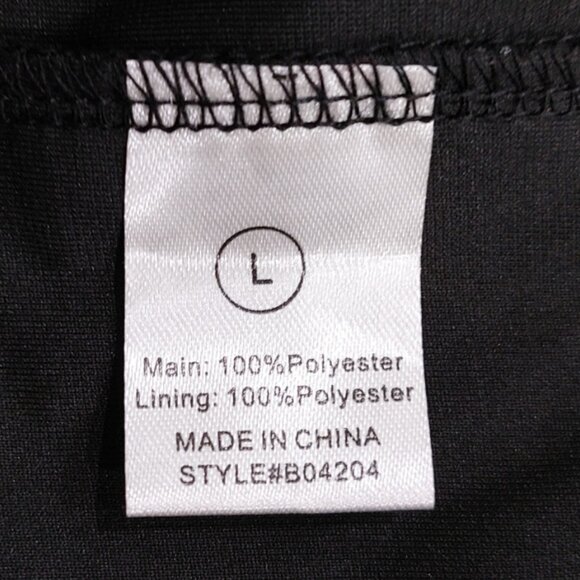 L
Main: 100%Polyester
Lining: 100%Polyester
MADE IN CHINA
STYLE#B04204